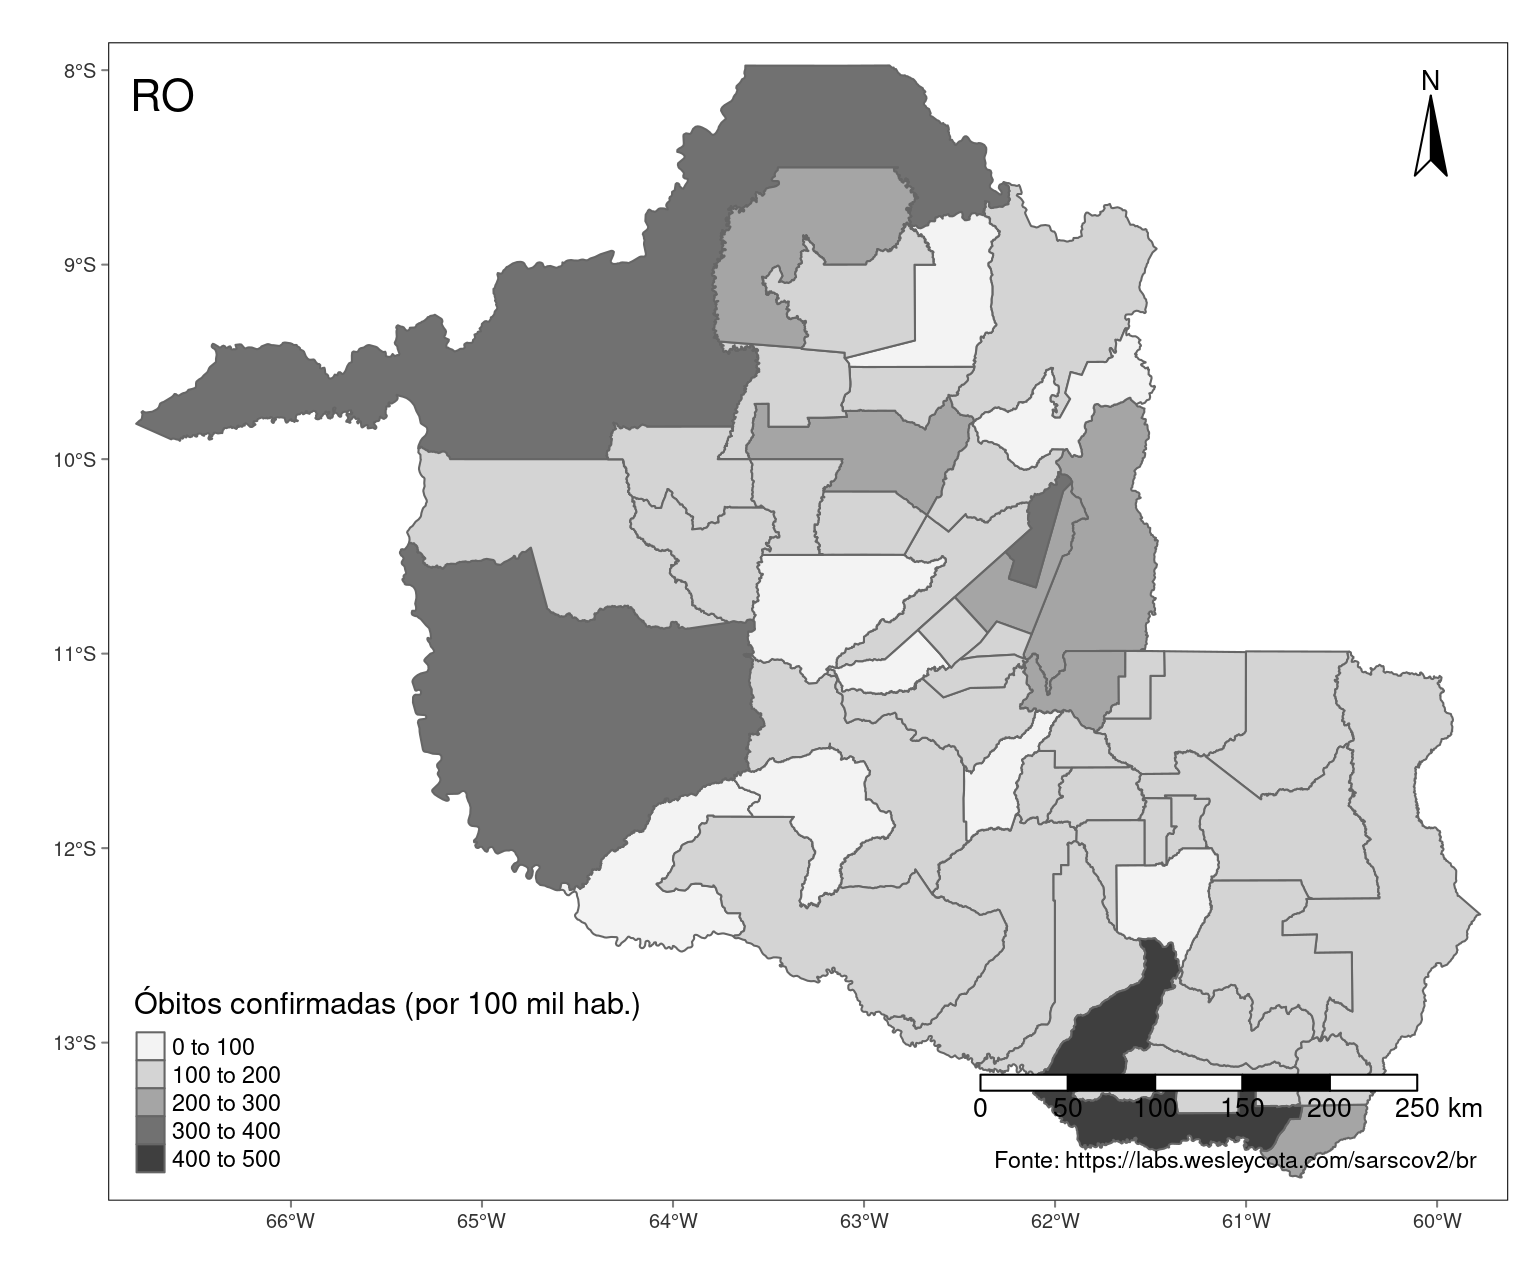 RO
N
8°S
9°S
10°S
11°S
12°S
13°S
Óbitos confirmadas (por 100 mil hab.)
0 to 100
100 to 200
200 to 300
300 to 400
400 to 500
0 50 100 150 200 250 km
Fonte: https://labs.wesleycota.com/sarscov2/br
66°W 65°W 64°W 63°W 62°W 61°W 60°W